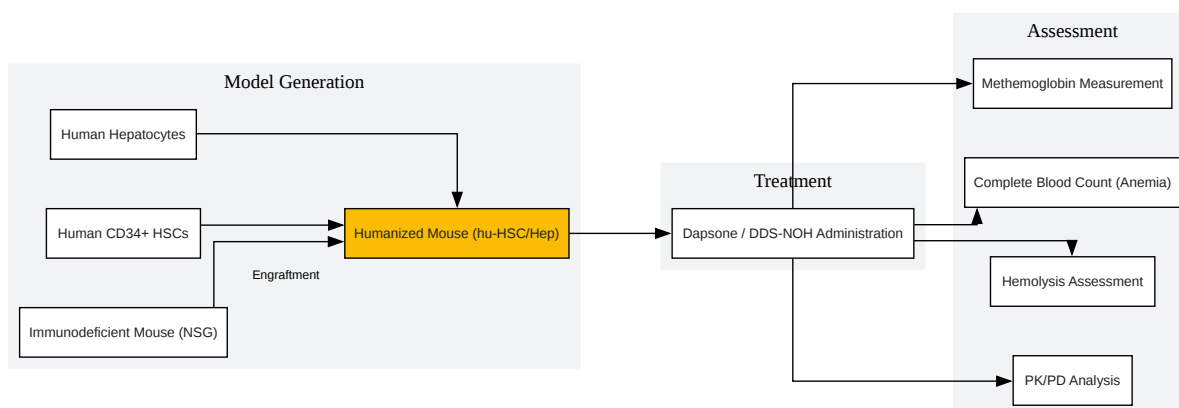 Model Generation
Human Hepatocytes
Human CD34+ HSCs
Humanized Mouse (hu-HSC/Hep)
Engraftment
Immunodeficient Mouse (NSG)
Treatment
Dapsone / DDS-NOH Administration
Assessment
Methemoglobin Measurement
Complete Blood Count (Anemia)
Hemolysis Assessment
PK/PD Analysis